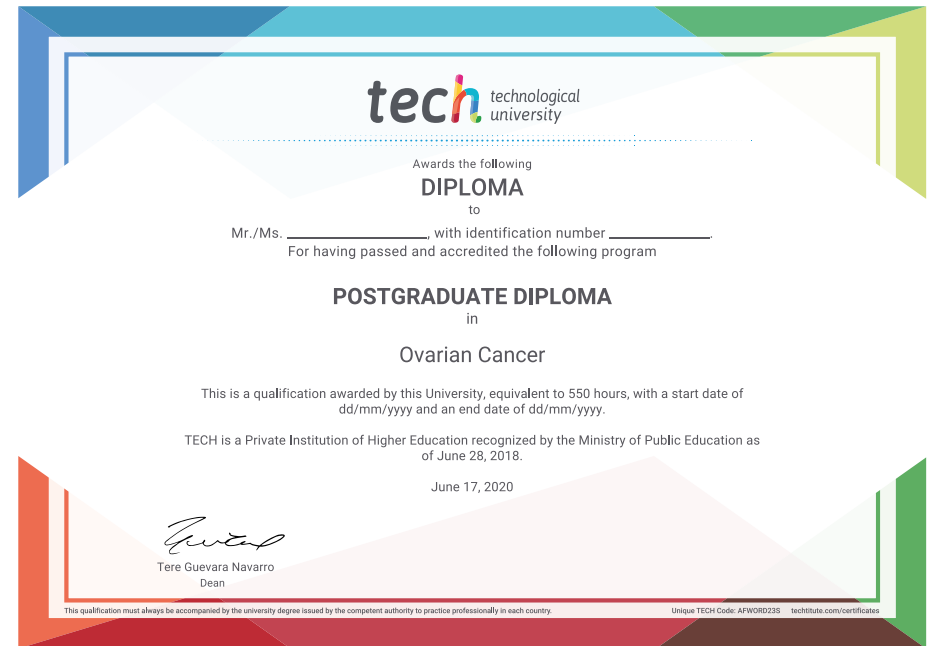 tech technological
university
Awards the following
DIPLOMA
to
Mr./Ms. ____________________, with identification number ______________.
For having passed and accredited the following program
POSTGRADUATE DIPLOMA
in
Ovarian Cancer
This is a qualification awarded by this University, equivalent to 550 hours, with a start date of
dd/mm/yyyy and an end date of dd/mm/yyyy.
TECH is a Private Institution of Higher Education recognized by the Ministry of Public Education as
of June 28, 2018.
June 17, 2020
Tere Guevara Navarro
Dean
This qualification must always be accompanied by the university degree issued by the competent authority to practice professionally in each country. Unique TECH Code: AFWORD23S techtitute.com/certificates